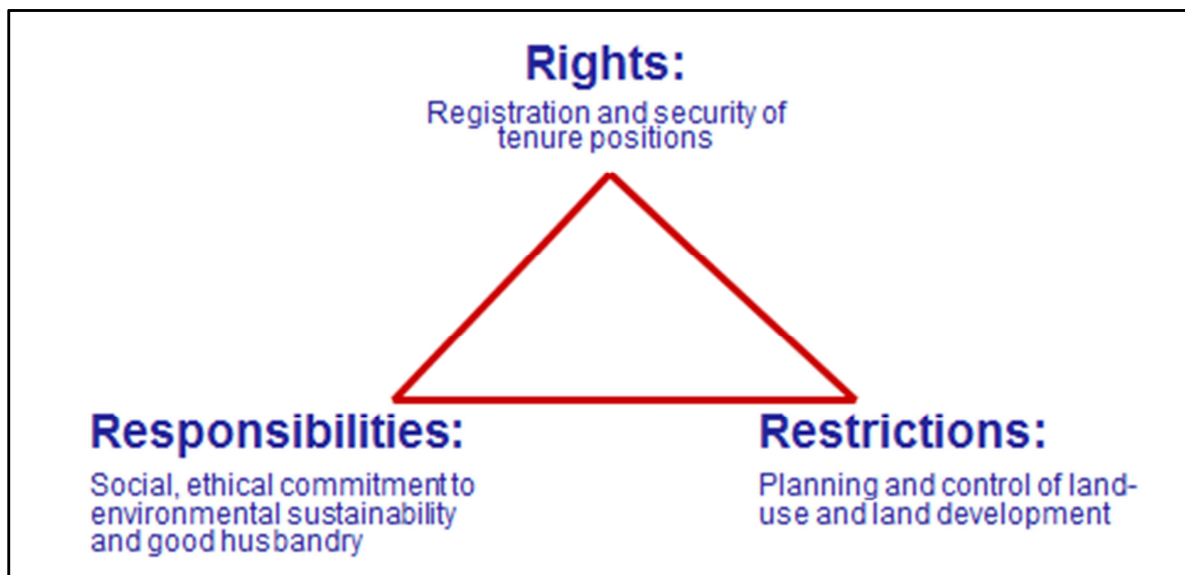 Rights:
Registration and security of
tenure positions
Responsibilities:
Social, ethical commitment to
environmental sustainability
and good husbandry
Restrictions:
Planning and control of land-
use and land development